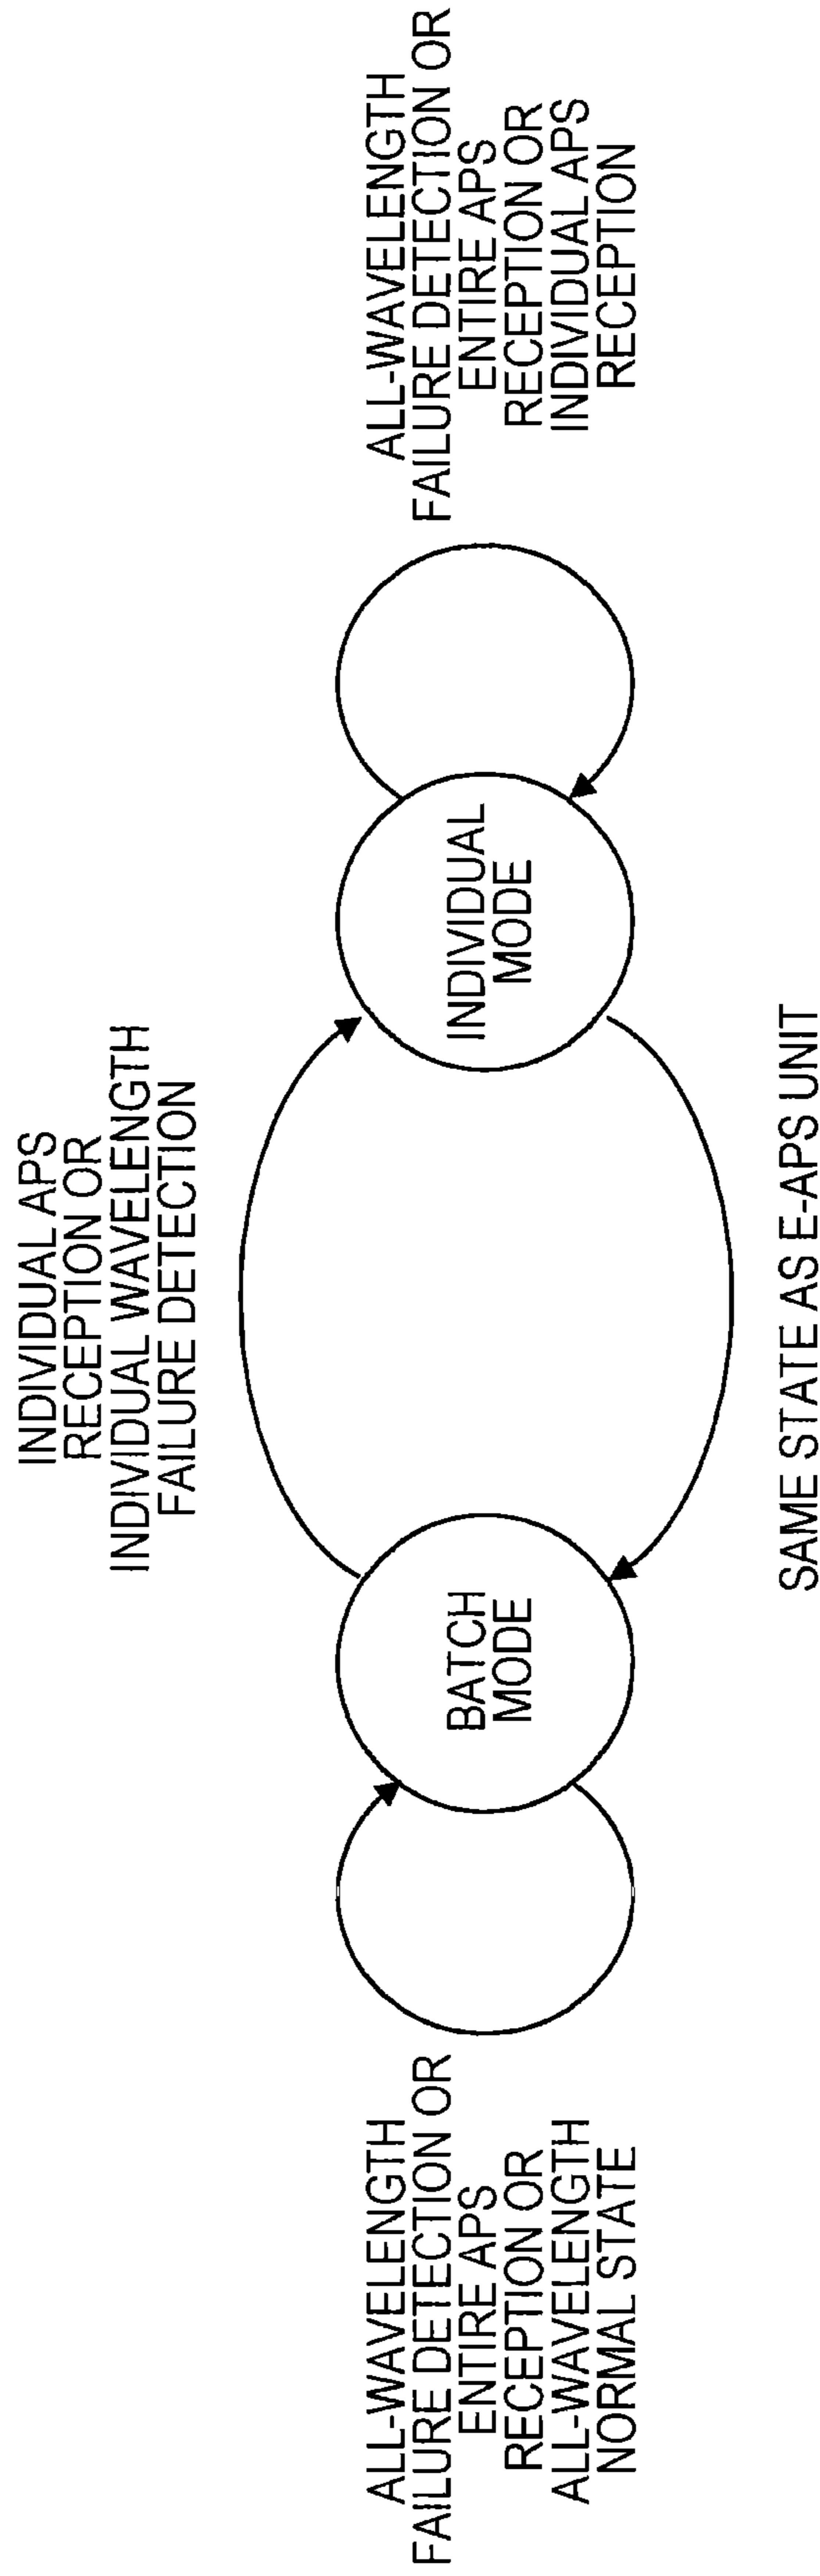 INDIVIDUAL APS
RECEPTION OR
INDIVIDUAL WAVELENGTH
FAILURE DETECTION
ALL-WAVELENGTH
FAILURE DETECTION OR
ENTIRE APS
RECEPTION OR
ALL-WAVELENGTH
NORMAL STATE
BATCH
MODE
INDIVIDUAL
MODE
ALL-WAVELENGTH
FAILURE DETECTION OR
ENTIRE APS
RECEPTION OR
INDIVIDUAL APS
RECEPTION
SAME STATE AS E-APS UNIT